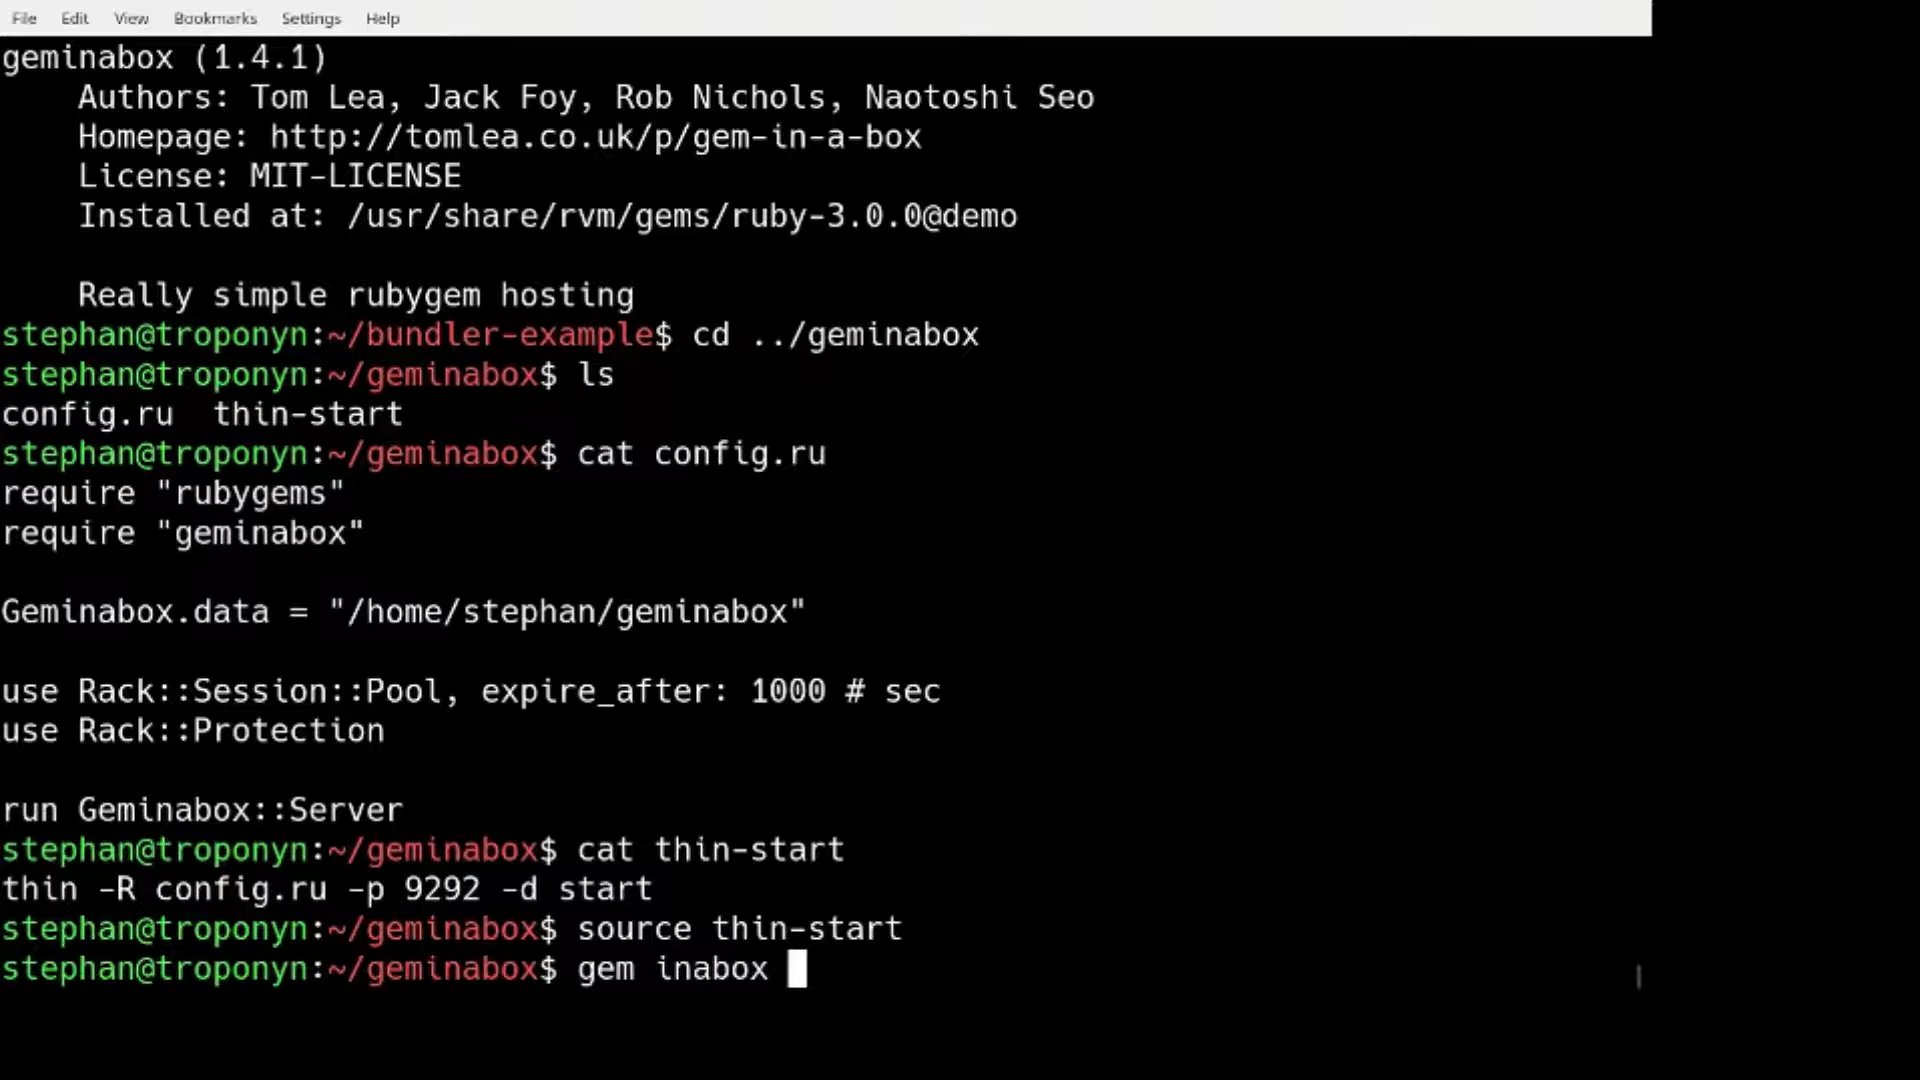 File Edit View Bookmarks Settings Help
geminabox (1.4.1)
    Authors: Tom Lea, Jack Foy, Rob Nichols, Naotoshi Seo
    Homepage: http://tomlea.co.uk/p/gem-in-a-box
    License: MIT-LICENSE
    Installed at: /usr/share/rvm/gems/ruby-3.0.0@demo
    Really simple rubygem hosting
stephan@troponyn:~/bundler-example$ cd ../geminabox
stephan@troponyn:~/geminabox$ ls
config.ru  thin-start
stephan@troponyn:~/geminabox$ cat config.ru
require "rubygems"
require "geminabox"
Geminabox.data = "/home/stephan/geminabox"
use Rack::Session::Pool, expire_after: 1000 # sec
use Rack::Protection
run Geminabox::Server
stephan@troponyn:~/geminabox$ cat thin-start
thin -R config.ru -p 9292 -d start
stephan@troponyn:~/geminabox$ source thin-start
stephan@troponyn:~/geminabox$ gem inabox